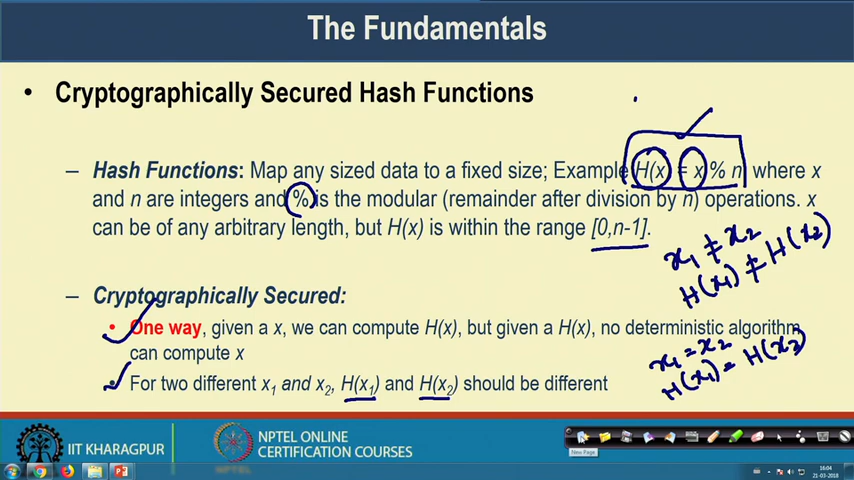 The Fundamentals
• Cryptographically Secured Hash Functions
– Hash Functions: Map any sized data to a fixed size; Example H(x) = x % n, where x
and n are integers and % is the modular (remainder after division by n) operations. x
can be of any arbitrary length, but H(x) is within the range [0,n-1].
x₁ ≠ x₂
H(x₁) ≠ H(x₂)
– Cryptographically Secured:
• One way, given a x, we can compute H(x), but given a H(x), no deterministic algorithm
can compute x
x₁ = x₂
H(x₁) = H(x₂)
• For two different x₁ and x₂, H(x₁) and H(x₂) should be different
IIT KHARAGPUR
NPTEL ONLINE
CERTIFICATION COURSES
New Page
16:04
21-03-2018